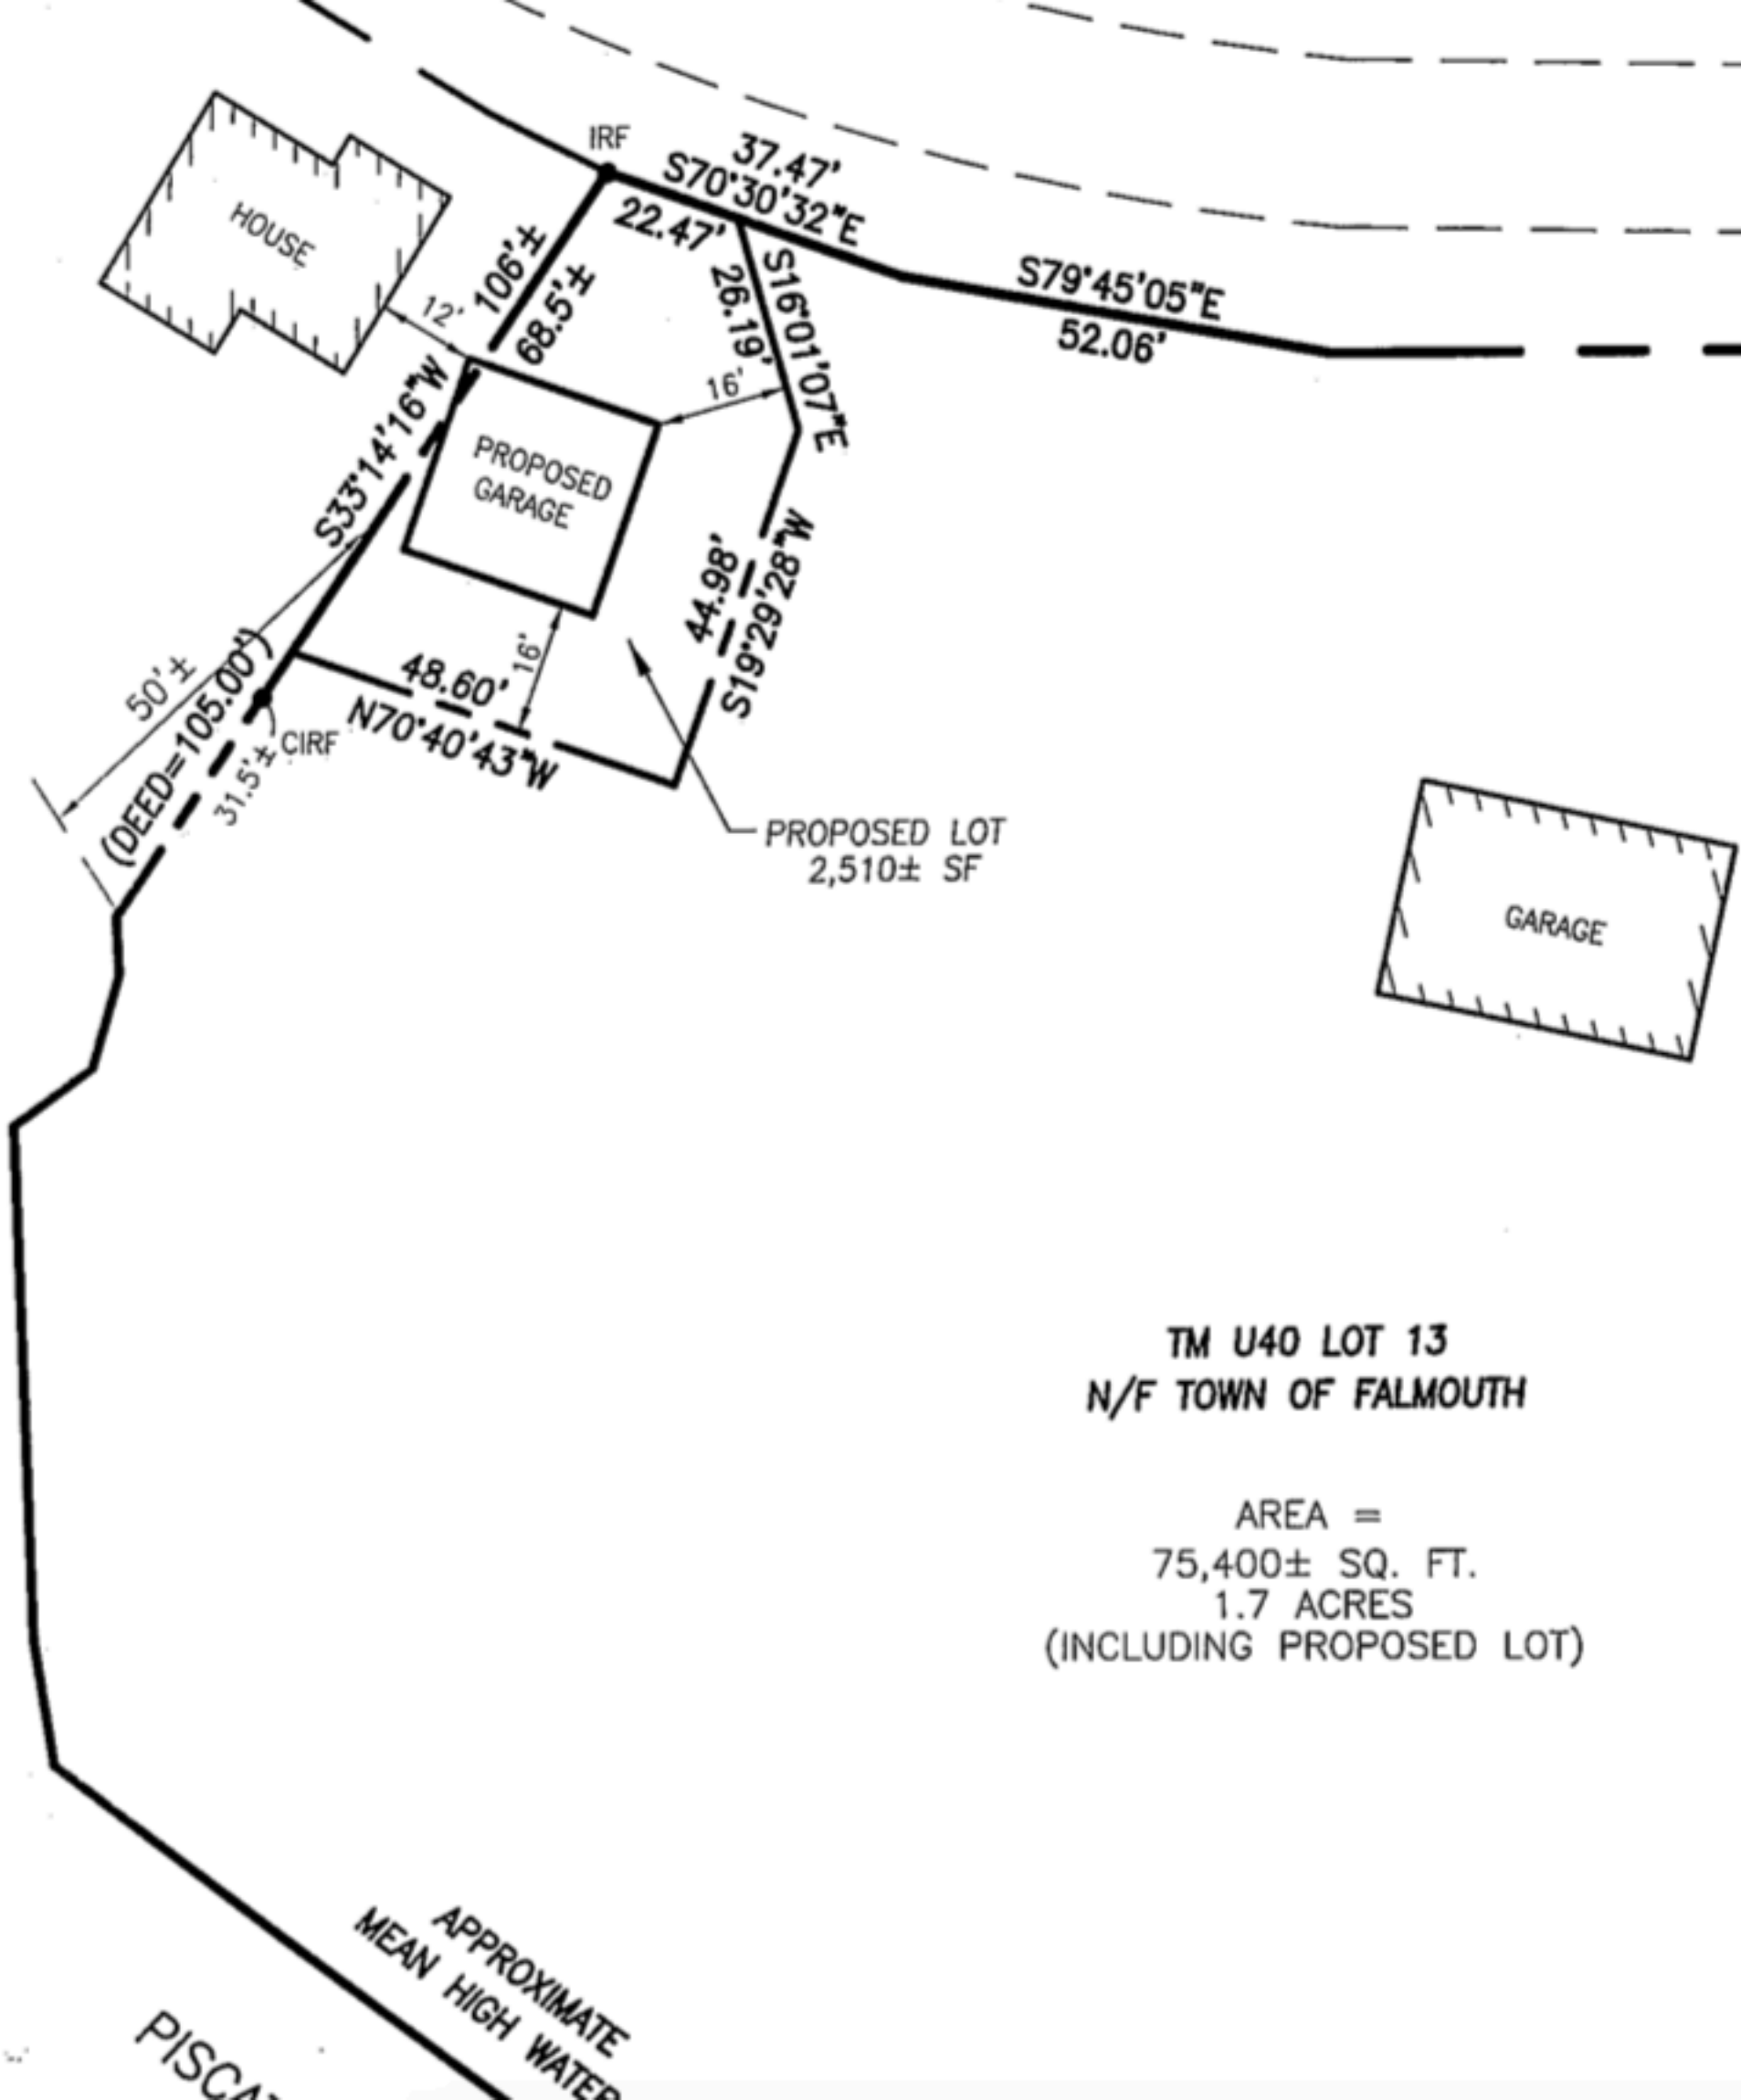 IRF
37.47'
S70°30'32"E
22.47'
HOUSE
106'±
68.5'±
12'
S16°01'07"E
26.19'
S79°45'05"E
52.06'
16'
S33°14'16"W
PROPOSED
GARAGE
44.98'
S19°29'28"W
16'
48.60'
N70°40'43"W
50'±
(DEED=105.00')
CIRF
31.5'±
PROPOSED LOT
2,510± SF
GARAGE
TM U40 LOT 13
N/F TOWN OF FALMOUTH
AREA =
75,400± SQ. FT.
1.7 ACRES
(INCLUDING PROPOSED LOT)
APPROXIMATE
MEAN HIGH WATER